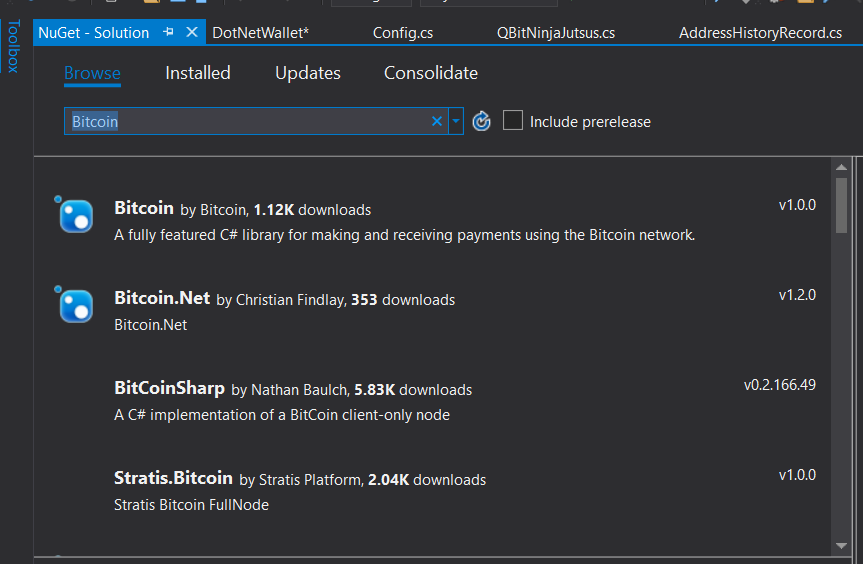 Toolbox
NuGet - Solution DotNetWallet* Config.cs QBitNinjaJutsus.cs AddressHistoryRecord.cs
Browse Installed Updates Consolidate
Bitcoin Include prerelease
Bitcoin by Bitcoin, 1.12K downloads v1.0.0
A fully featured C# library for making and receiving payments using the Bitcoin network.
Bitcoin.Net by Christian Findlay, 353 downloads v1.2.0
Bitcoin.Net
BitCoinSharp by Nathan Baulch, 5.83K downloads v0.2.166.49
A C# implementation of a BitCoin client-only node
Stratis.Bitcoin by Stratis Platform, 2.04K downloads v1.0.0
Stratis Bitcoin FullNode